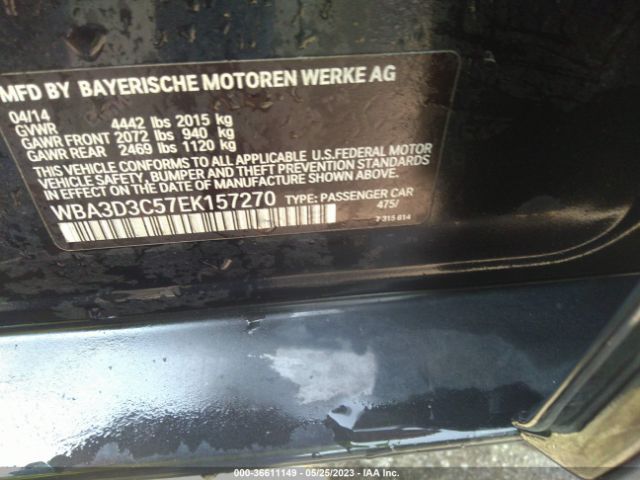 MFD BY BAYERISCHE MOTOREN WERKE AG
04/14
GVWR 4442 lbs 2015 kg
GAWR FRONT 2072 lbs 940 kg
GAWR REAR 2469 lbs 1120 kg
THIS VEHICLE CONFORMS TO ALL APPLICABLE U.S.FEDERAL MOTOR
VEHICLE SAFETY, BUMPER AND THEFT PREVENTION STANDARDS
IN EFFECT ON THE DATE OF MANUFACTURE SHOWN ABOVE.
WBA3D3C57EK157270 TYPE: PASSENGER CAR
475/
7 315 614
000-36611149 — 05/25/2023 — IAA Inc.